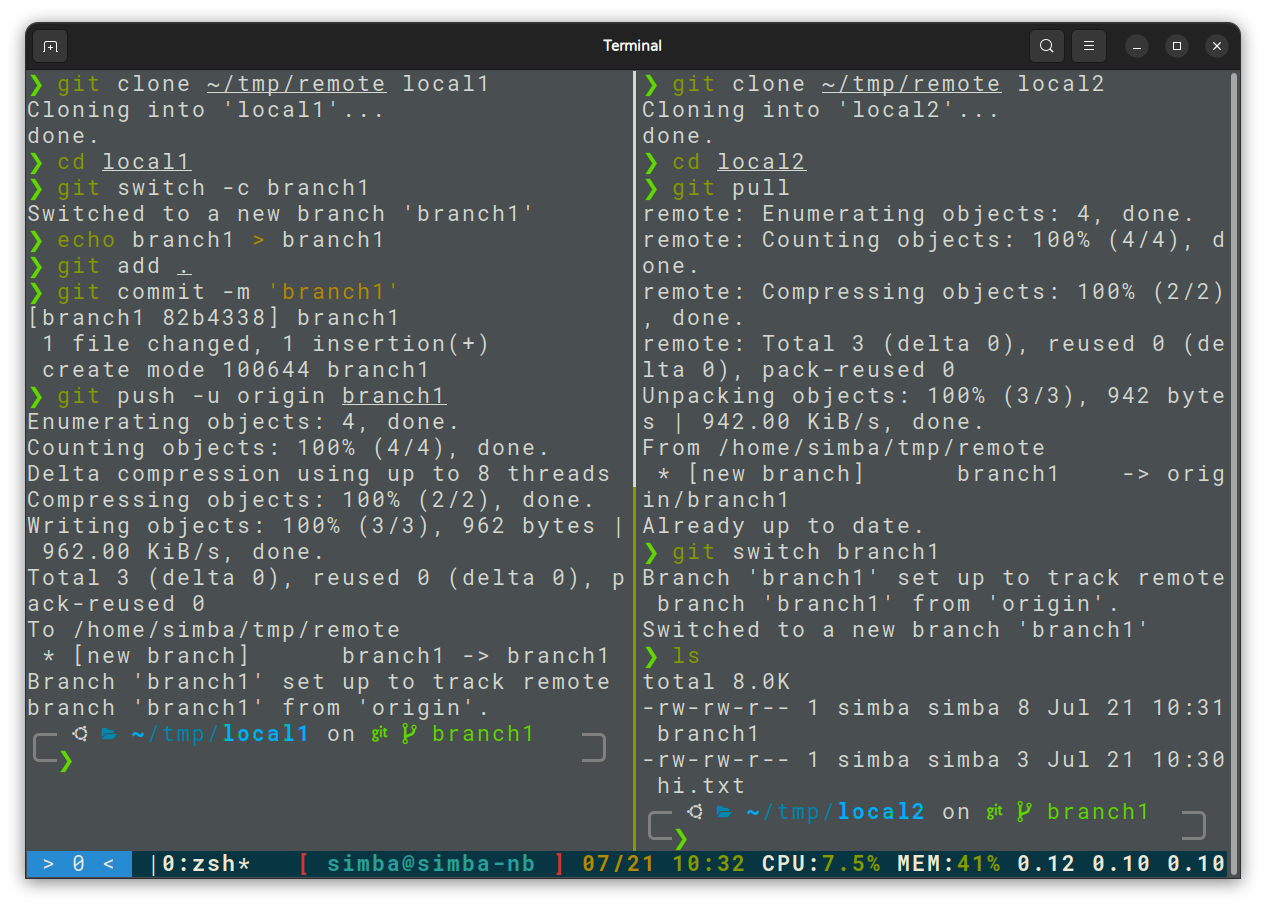 Terminal
❯ git clone ~/tmp/remote local1
Cloning into 'local1'...
done.
❯ cd local1
❯ git switch -c branch1
Switched to a new branch 'branch1'
❯ echo branch1 > branch1
❯ git add .
❯ git commit -m 'branch1'
[branch1 82b4338] branch1
 1 file changed, 1 insertion(+)
 create mode 100644 branch1
❯ git push -u origin branch1
Enumerating objects: 4, done.
Counting objects: 100% (4/4), done.
Delta compression using up to 8 threads
Compressing objects: 100% (2/2), done.
Writing objects: 100% (3/3), 962 bytes |
 962.00 KiB/s, done.
Total 3 (delta 0), reused 0 (delta 0), p
ack-reused 0
To /home/simba/tmp/remote
 * [new branch]      branch1 -> branch1
Branch 'branch1' set up to track remote
branch 'branch1' from 'origin'.
~/tmp/local1 on git branch1
❯
❯ git clone ~/tmp/remote local2
Cloning into 'local2'...
done.
❯ cd local2
❯ git pull
remote: Enumerating objects: 4, done.
remote: Counting objects: 100% (4/4), d
one.
remote: Compressing objects: 100% (2/2)
, done.
remote: Total 3 (delta 0), reused 0 (de
lta 0), pack-reused 0
Unpacking objects: 100% (3/3), 942 byte
s | 942.00 KiB/s, done.
From /home/simba/tmp/remote
 * [new branch]      branch1    -> orig
in/branch1
Already up to date.
❯ git switch branch1
Branch 'branch1' set up to track remote
 branch 'branch1' from 'origin'.
Switched to a new branch 'branch1'
❯ ls
total 8.0K
-rw-rw-r-- 1 simba simba 8 Jul 21 10:31
 branch1
-rw-rw-r-- 1 simba simba 3 Jul 21 10:30
 hi.txt
~/tmp/local2 on git branch1
❯
> 0 < |0:zsh* [ simba@simba-nb ] 07/21 10:32 CPU:7.5% MEM:41% 0.12 0.10 0.10